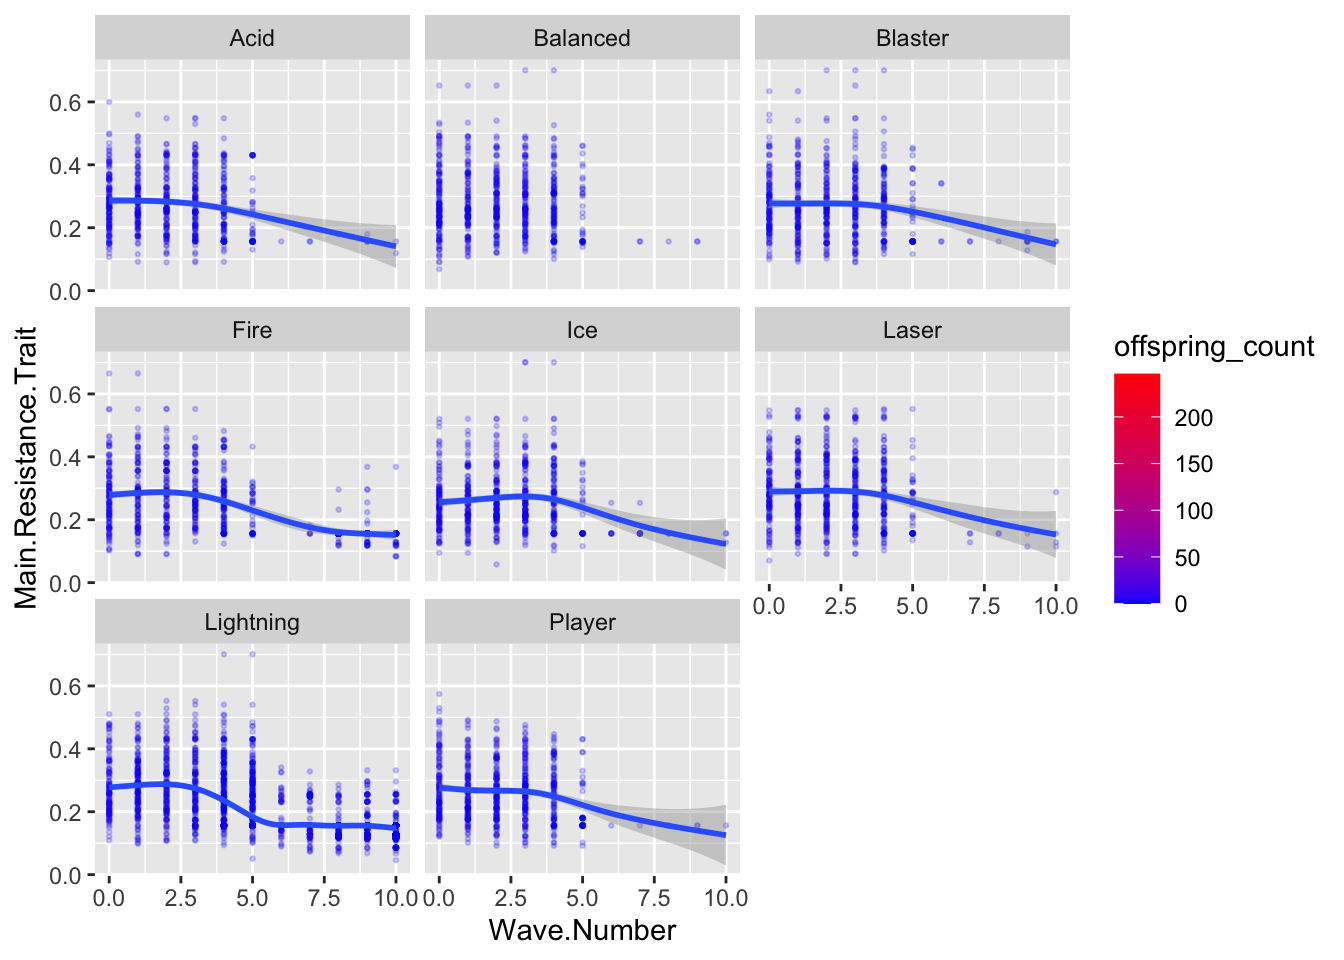 Acid Balanced Blaster
0.6
0.4
0.2
0.0
Fire Ice Laser
0.6
0.4
0.2
0.0
0.0 2.5 5.0 7.5 10.0
Lightning Player
0.6
0.4
0.2
0.0
0.0 2.5 5.0 7.5 10.0 0.0 2.5 5.0 7.5 10.0
Wave.Number
Main.Resistance.Trait
offspring_count
200
150
100
50
0